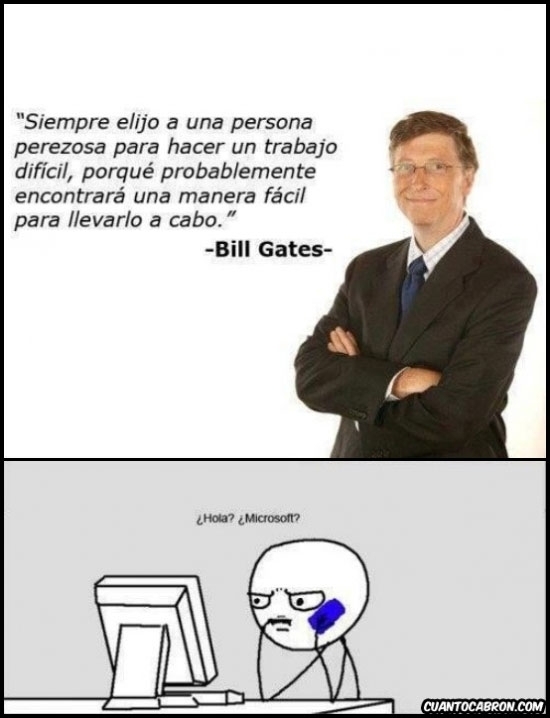 “Siempre elijo a una persona
perezosa para hacer un trabajo
difícil, porqué probablemente
encontrará una manera fácil
para llevarlo a cabo.”
-Bill Gates-
¿Hola? ¿Microsoft?
CUANTOCABRON.COM